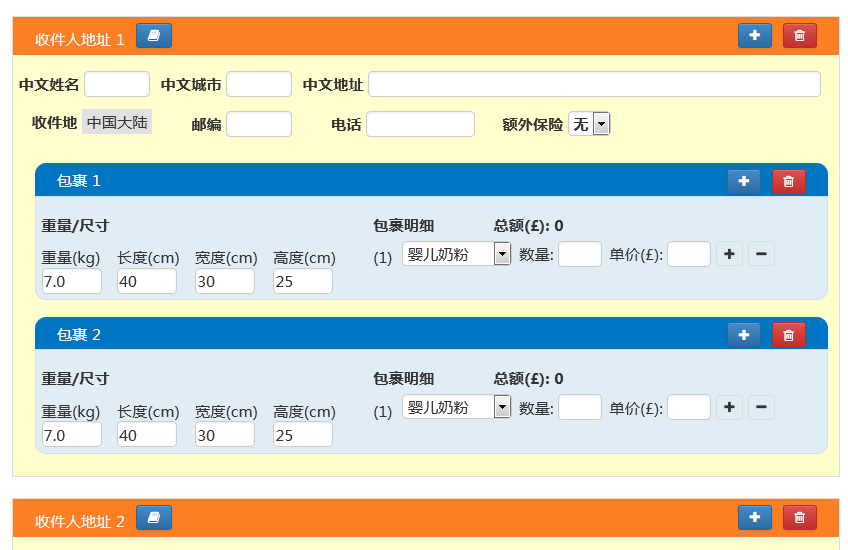 收件人地址 1
中文姓名 中文城市 中文地址
收件地 中国大陆 邮编 电话 额外保险 无
包裹 1
重量/尺寸 包裹明细 总额(£): 0
重量(kg) 长度(cm) 宽度(cm) 高度(cm) (1) 婴儿奶粉 数量: 单价(£):
7.0 40 30 25
包裹 2
重量/尺寸 包裹明细 总额(£): 0
重量(kg) 长度(cm) 宽度(cm) 高度(cm) (1) 婴儿奶粉 数量: 单价(£):
7.0 40 30 25
收件人地址 2